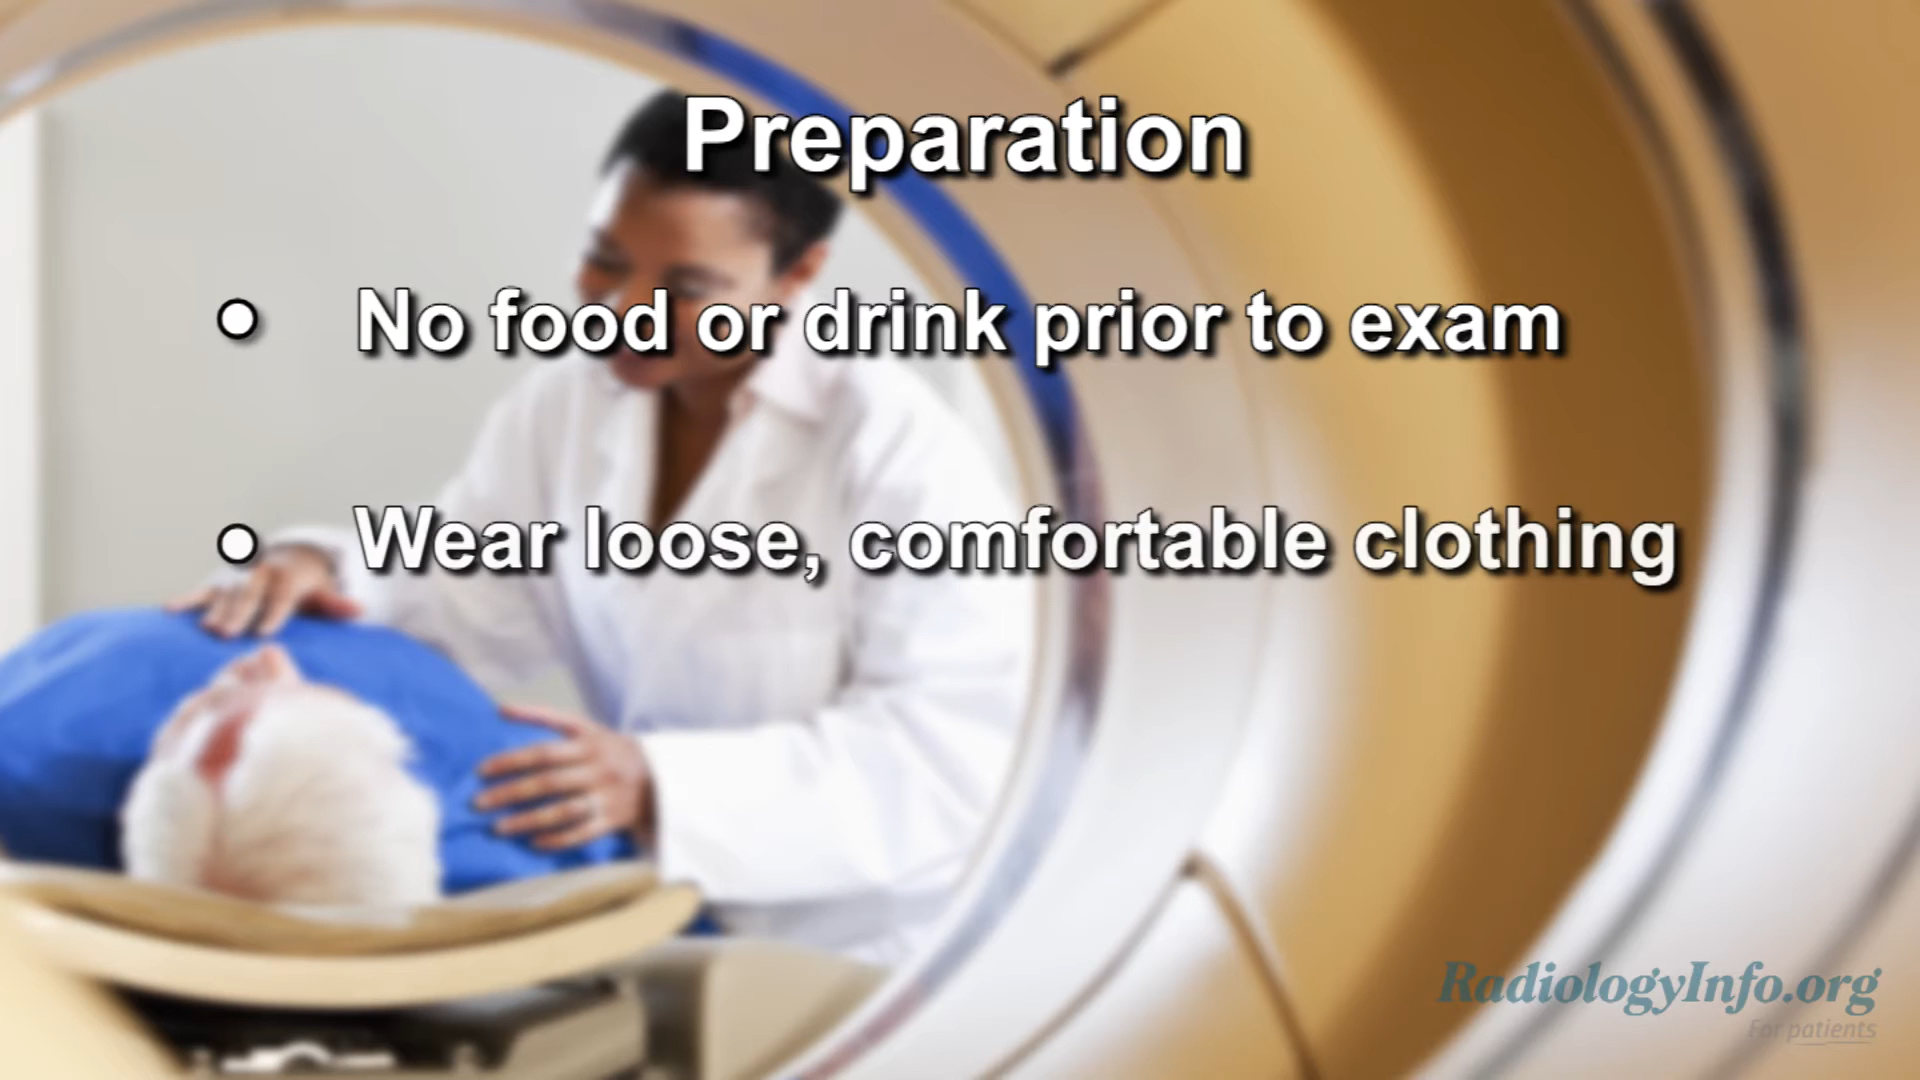 Preparation
No food or drink prior to exam
Wear loose, comfortable clothing
RadiologyInfo.org
For patients